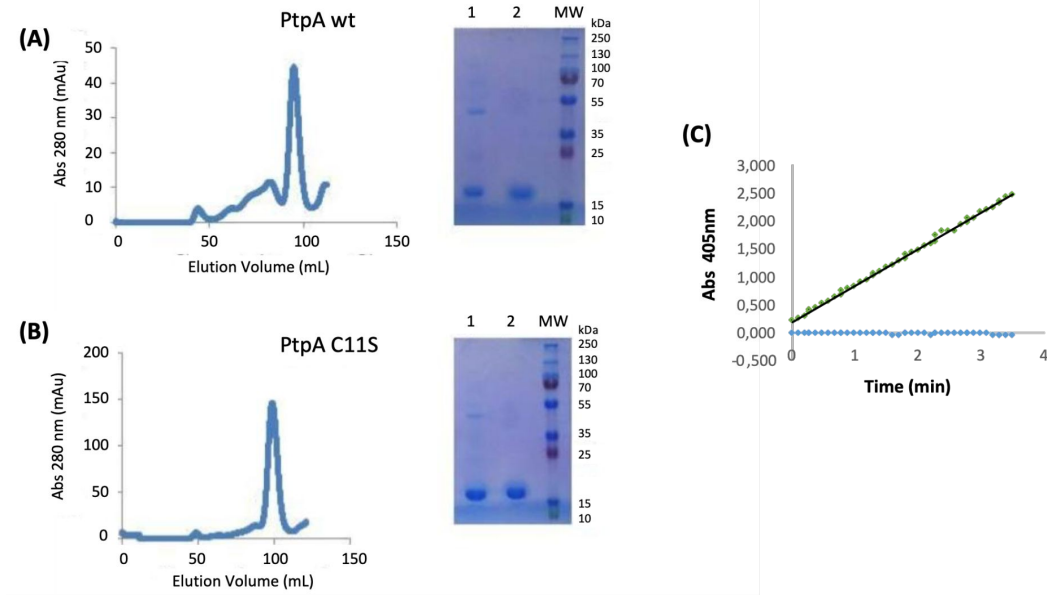 (A)
PtpA wt
Abs 280 nm (mAu)
50
40
30
20
10
0
0 50 100 150
Elution Volume (mL)
1 2 MW
kDa
250
130
100
70
55
35
25
15
10
(B)
PtpA C11S
Abs 280 nm (mAu)
200
150
100
50
0
0 50 100 150
Elution Volume (mL)
1 2 MW
kDa
250
130
100
70
55
35
25
15
10
(C)
Abs 405nm
3,000
2,500
2,000
1,500
1,000
0,500
0,000
-0,500
0 1 2 3 4
Time (min)